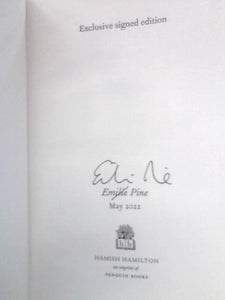 Exclusive signed edition
Emilie Pine
May 2022
HAMISH HAMILTON
an imprint of
PENGUIN BOOKS